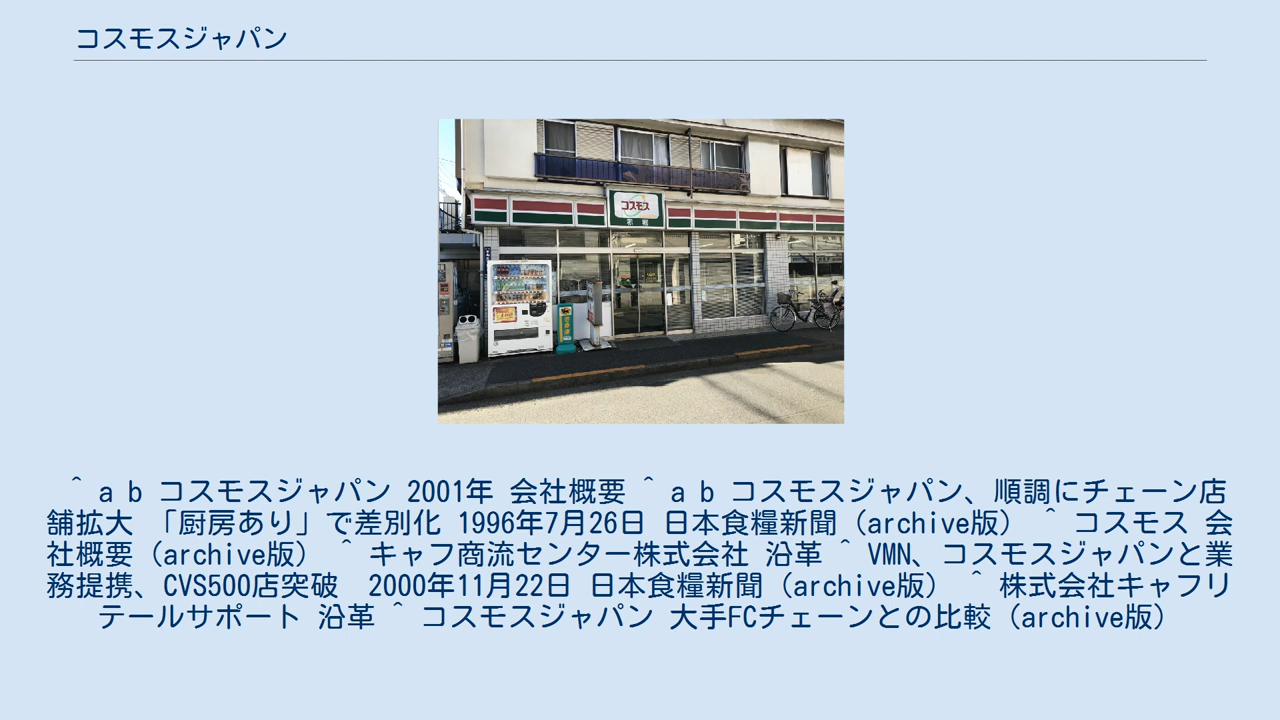 コスモスジャパン
コスモス
^ a b コスモスジャパン 2001年 会社概要 ^ a b コスモスジャパン、順調にチェーン店
舗拡大 「厨房あり」で差別化 1996年7月26日 日本食糧新聞（archive版） ^ コスモス 会
社概要（archive版） ^ キャフ商流センター株式会社 沿革 ^ VMN、コスモスジャパンと業
務提携、CVS500店突破　2000年11月22日 日本食糧新聞（archive版） ^ 株式会社キャフリ
テールサポート 沿革 ^ コスモスジャパン 大手FCチェーンとの比較（archive版）